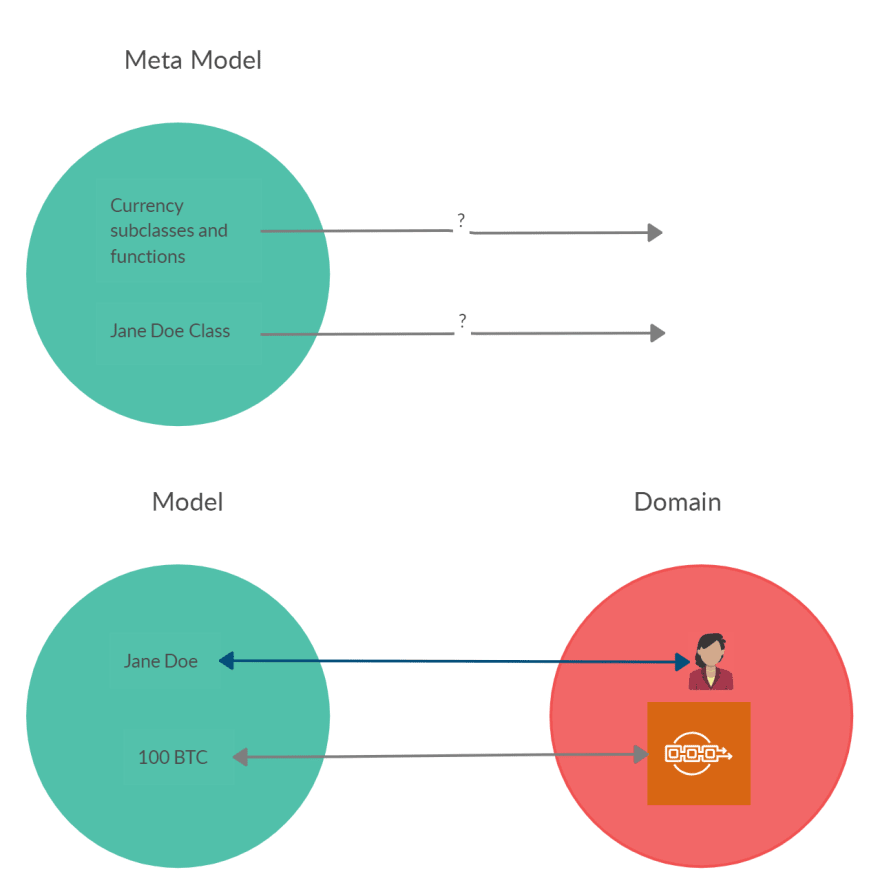 Meta Model
Currency
subclasses and
functions
?
Jane Doe Class
?
Model
Domain
Jane Doe
100 BTC